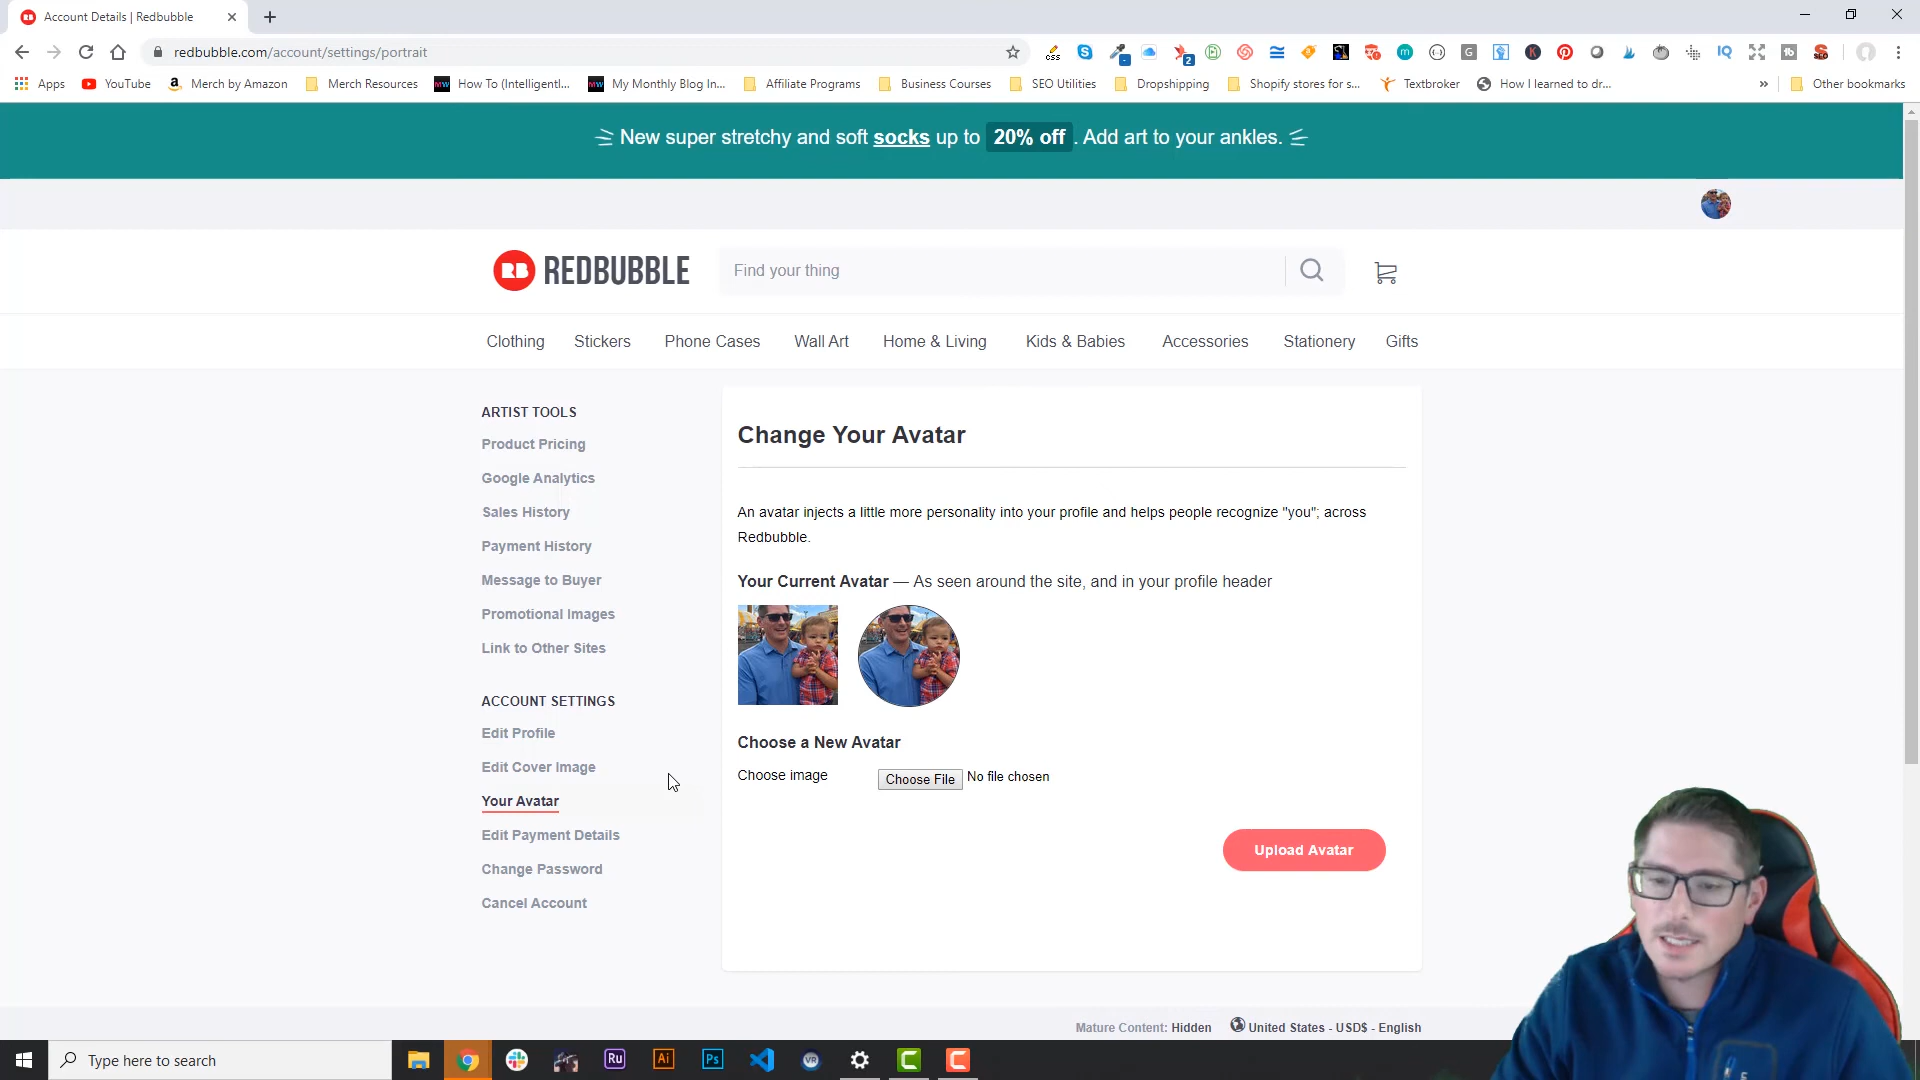 Account Details | Redbubble
redbubble.com/account/settings/portrait
Apps YouTube Merch by Amazon Merch Resources How To (Intelligentl... My Monthly Blog In... Affiliate Programs Business Courses SEO Utilities Dropshipping Shopify stores for s... Textbroker How I learned to dr... » Other bookmarks
New super stretchy and soft socks up to 20% off. Add art to your ankles.
RB REDBUBBLE
Find your thing
Clothing Stickers Phone Cases Wall Art Home & Living Kids & Babies Accessories Stationery Gifts
ARTIST TOOLS
Product Pricing
Google Analytics
Sales History
Payment History
Message to Buyer
Promotional Images
Link to Other Sites
ACCOUNT SETTINGS
Edit Profile
Edit Cover Image
Your Avatar
Edit Payment Details
Change Password
Cancel Account
Change Your Avatar
An avatar injects a little more personality into your profile and helps people recognize "you"; across
Redbubble.
Your Current Avatar — As seen around the site, and in your profile header
Choose a New Avatar
Choose image Choose File No file chosen
Upload Avatar
Mature Content: Hidden United States - USD$ - English
Type here to search
Ru Ai Ps VR